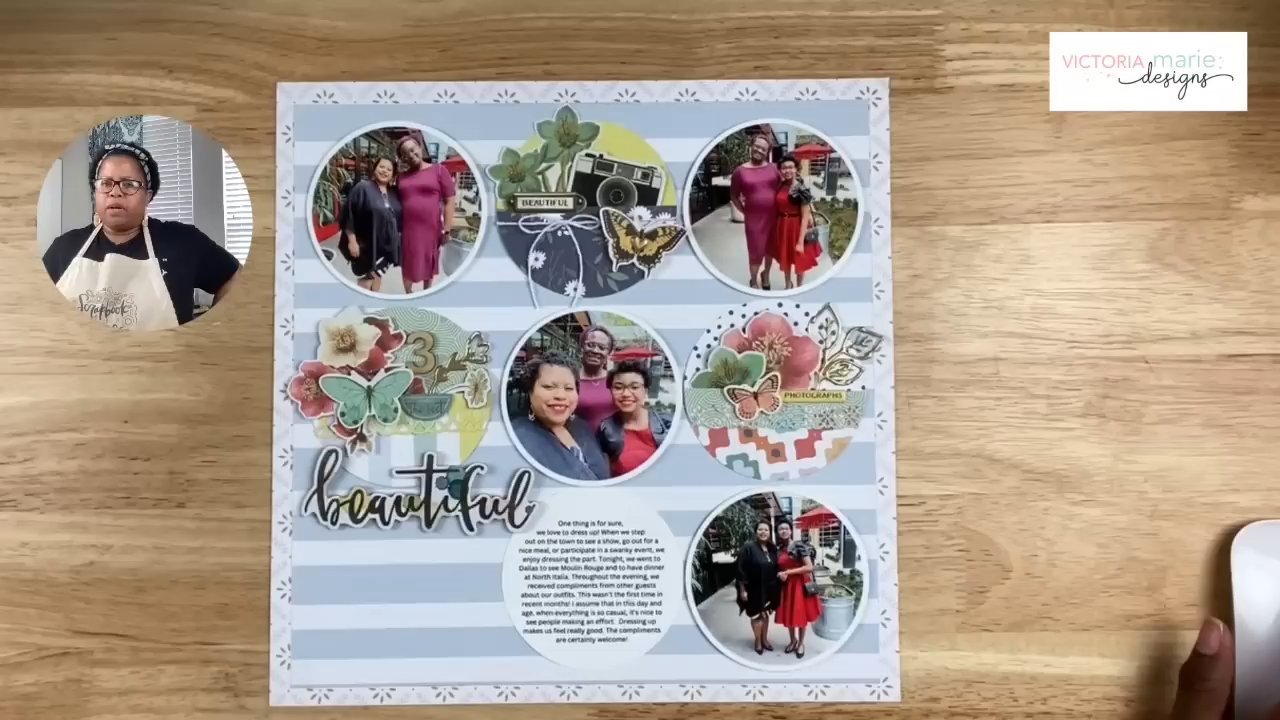 VICTORIA marie;
designs
Scrapbook
BEAUTIFUL
3
PHOTOGRAPHS
beautiful
One thing is for sure,
we love to dress up! When we step
out on the town to see a show, go out for a
nice meal, or participate in a swanky event, we
enjoy dressing the part. Tonight, we went to
Dallas to see Moulin Rouge and to have dinner
at North Italia. Throughout the evening, we
received compliments from other guests
about our outfits. This wasn't the first time in
recent months! I assume that in this day and
age, when everything is so casual, it's nice to
see people making an effort. Dressing up
makes us feel really good. The compliments
are certainly welcome!